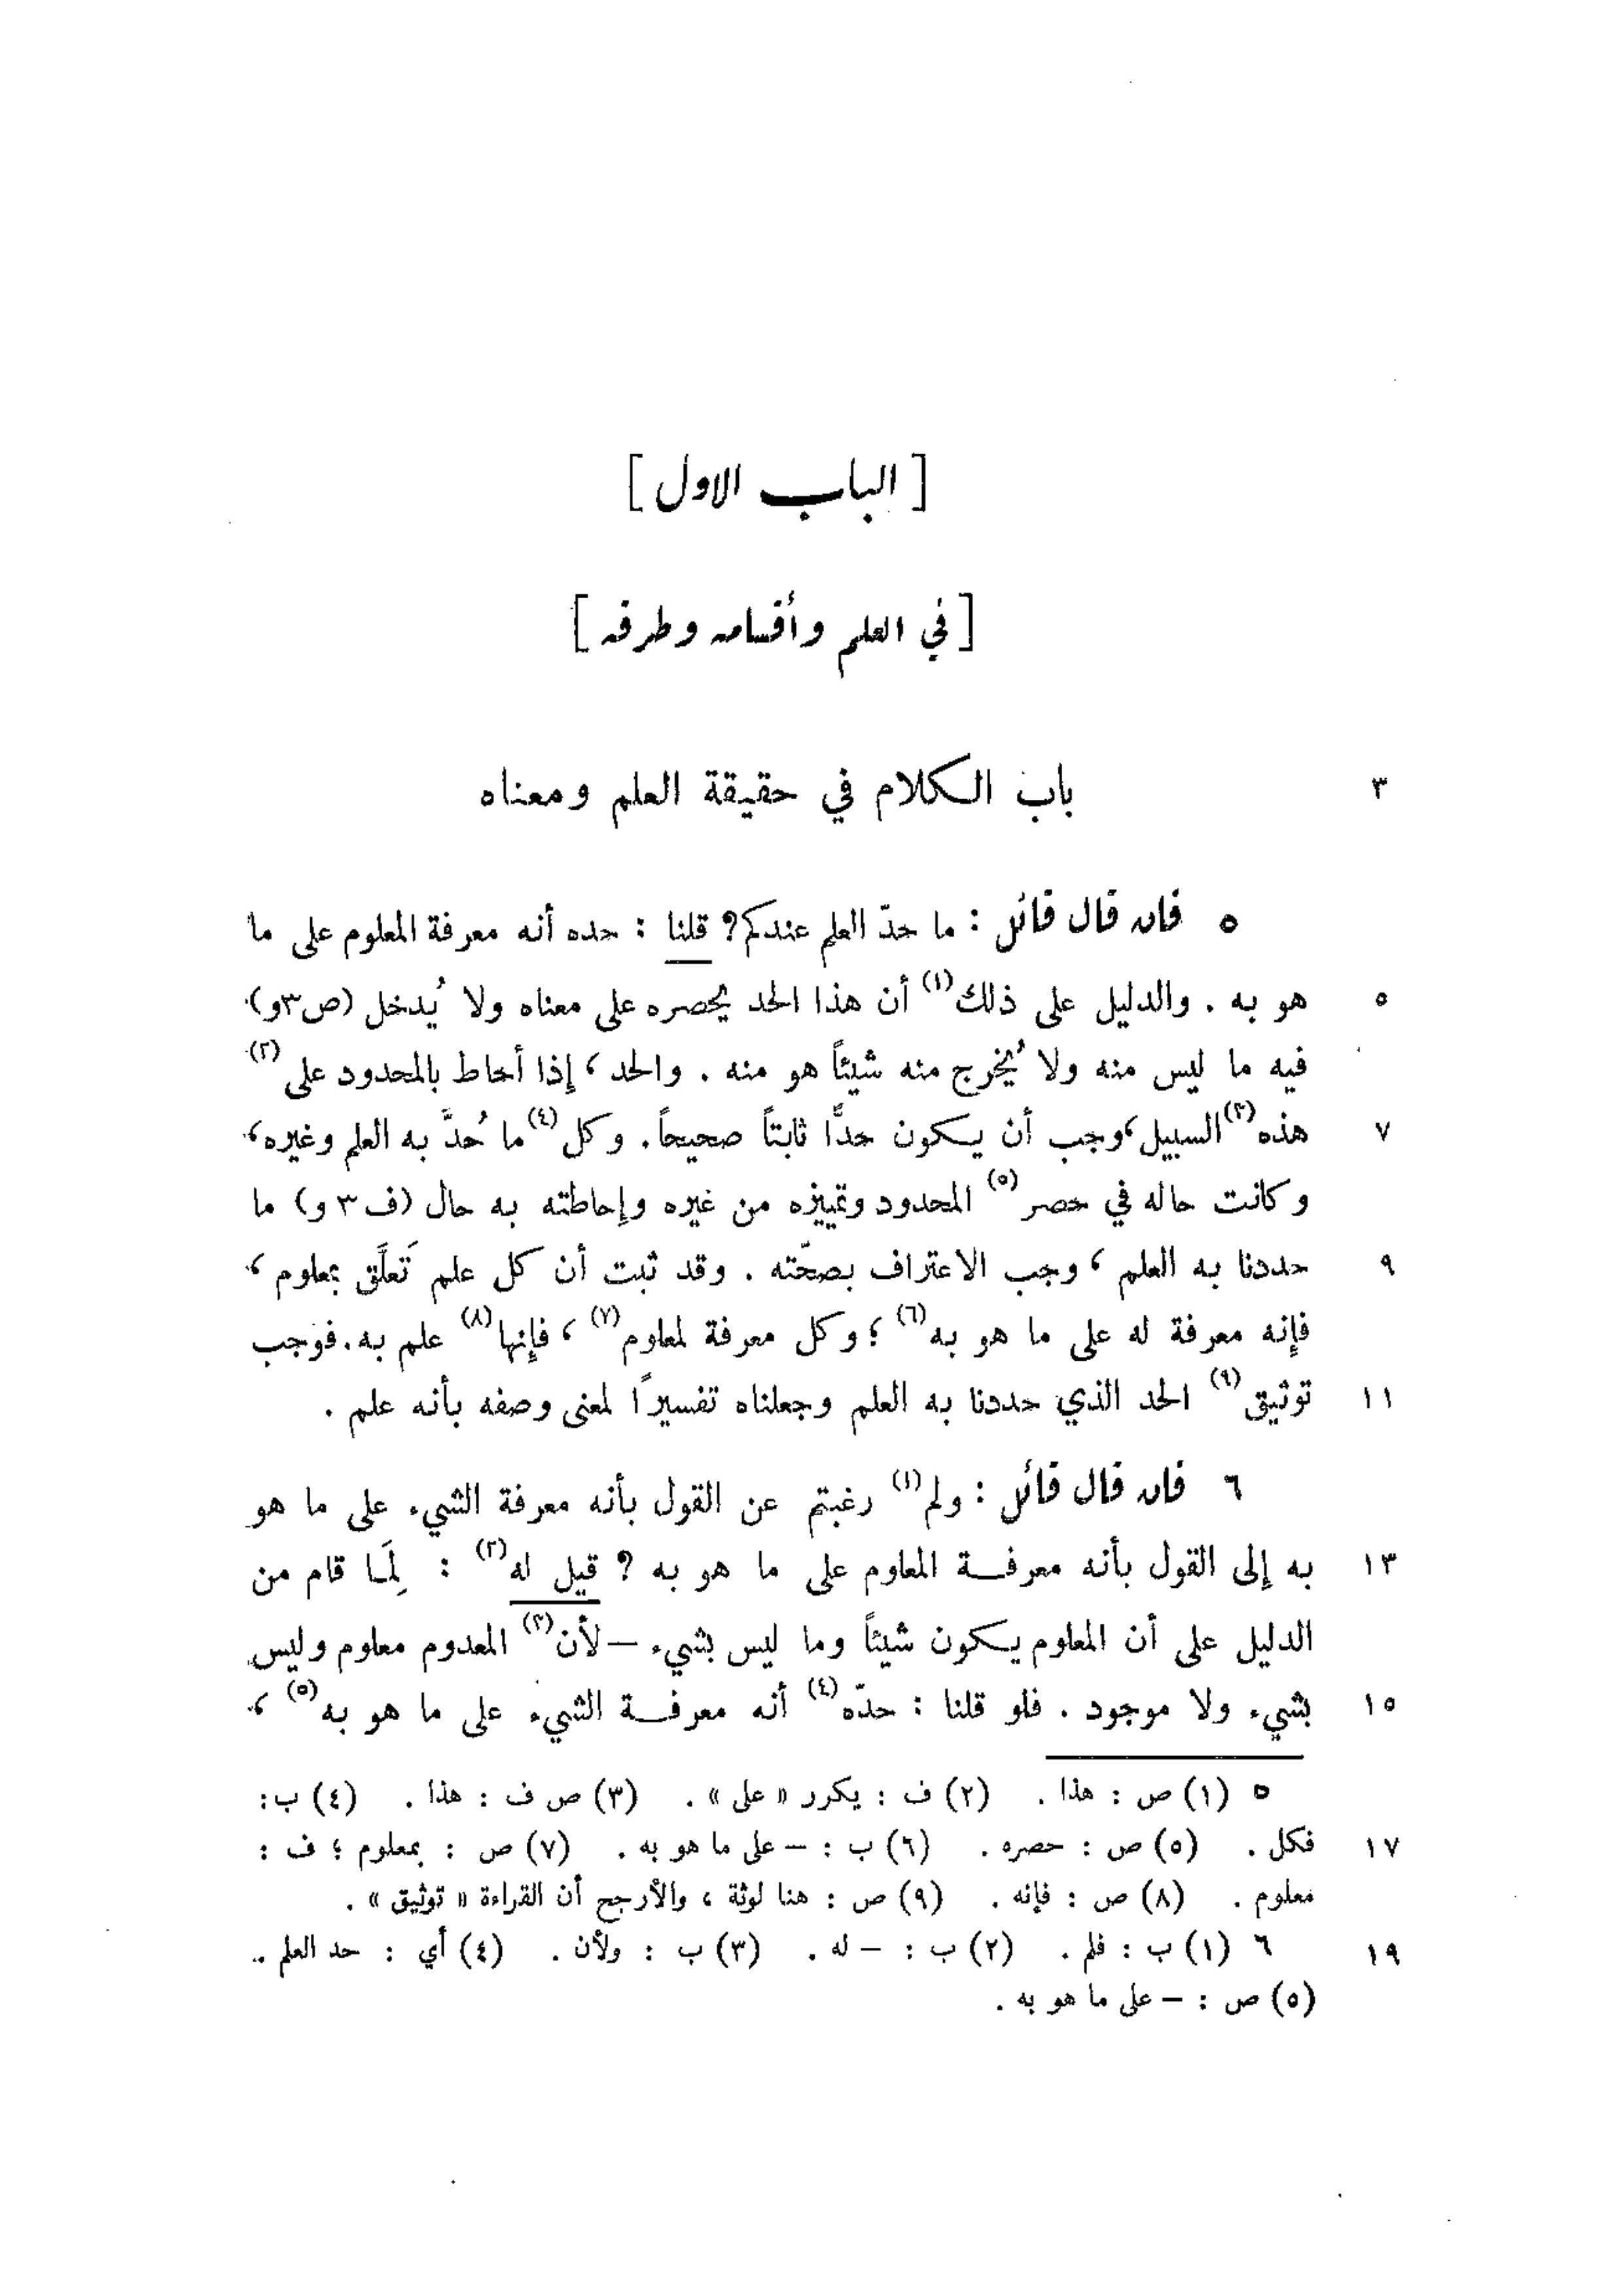 [ الباب الاول ]
[ في العلم وأقسامه وطرقه ]
٣ باب الكلام في حقيقة العلم ومعناه
٥ فان قال قائل : ما حدّ العلم عندكم؟ قلنا : حده أنه معرفة المعلوم على ما
٥ هو به . والدليل على ذلك(١) أن هذا الحد يحصره على معناه ولا يُدخل (ص٣و)
فيه ما ليس منه ولا يُخرج منه شيئاً هو منه . والحد ، إذا أحاط بالمحدود على(٢)
٧ هذه(٣) السبيل، وجب أن يكون حدًّا ثابتاً صحيحاً. وكل(٤) ما حُدَّ به العلم وغيره،
وكانت حاله في حصر(٥) المحدود وتمييزه من غيره وإحاطته به حال (ف ٣ و) ما
٩ حددنا به العلم ، وجب الاعتراف بصحّته . وقد ثبت أن كل علم تَعلَّق بمعلوم ،
فإنه معرفة له على ما هو به(٦) ؛ وكل معرفة لمعلوم(٧) ، فإنها(٨) علم به. فوجب
١١ توثيق(٩) الحد الذي حددنا به العلم وجعلناه تفسيرًا لمعنى وصفه بأنه علم .
٦ فان قال قائل : ولم(١) رغبتم عن القول بأنه معرفة الشيء على ما هو
١٣ به إلى القول بأنه معرفة المعلوم على ما هو به ؟ قيل له(٢) : لِمَا قام من
الدليل على أن المعلوم يكون شيئاً وما ليس بشيء – لأن(٣) المعدوم معلوم وليس
١٥ بشيء ولا موجود . فلو قلنا : حدّه(٤) أنه معرفة الشيء على ما هو به(٥) ،
٥ (١) ص : هذا . (٢) ف : يكرر « على » . (٣) ص ف : هذا . (٤) ب :
١٧ فكل . (٥) ص : حصره . (٦) ب : – على ما هو به . (٧) ص : بمعلوم ؛ ف :
معلوم . (٨) ص : فإنه . (٩) ص : هنا لوثة ، والأرجح أن القراءة « توثيق » .
١٩ ٦ (١) ب : فلم . (٢) ب : – له . (٣) ب : ولأن . (٤) أي : حد العلم .
(٥) ص : – على ما هو به .